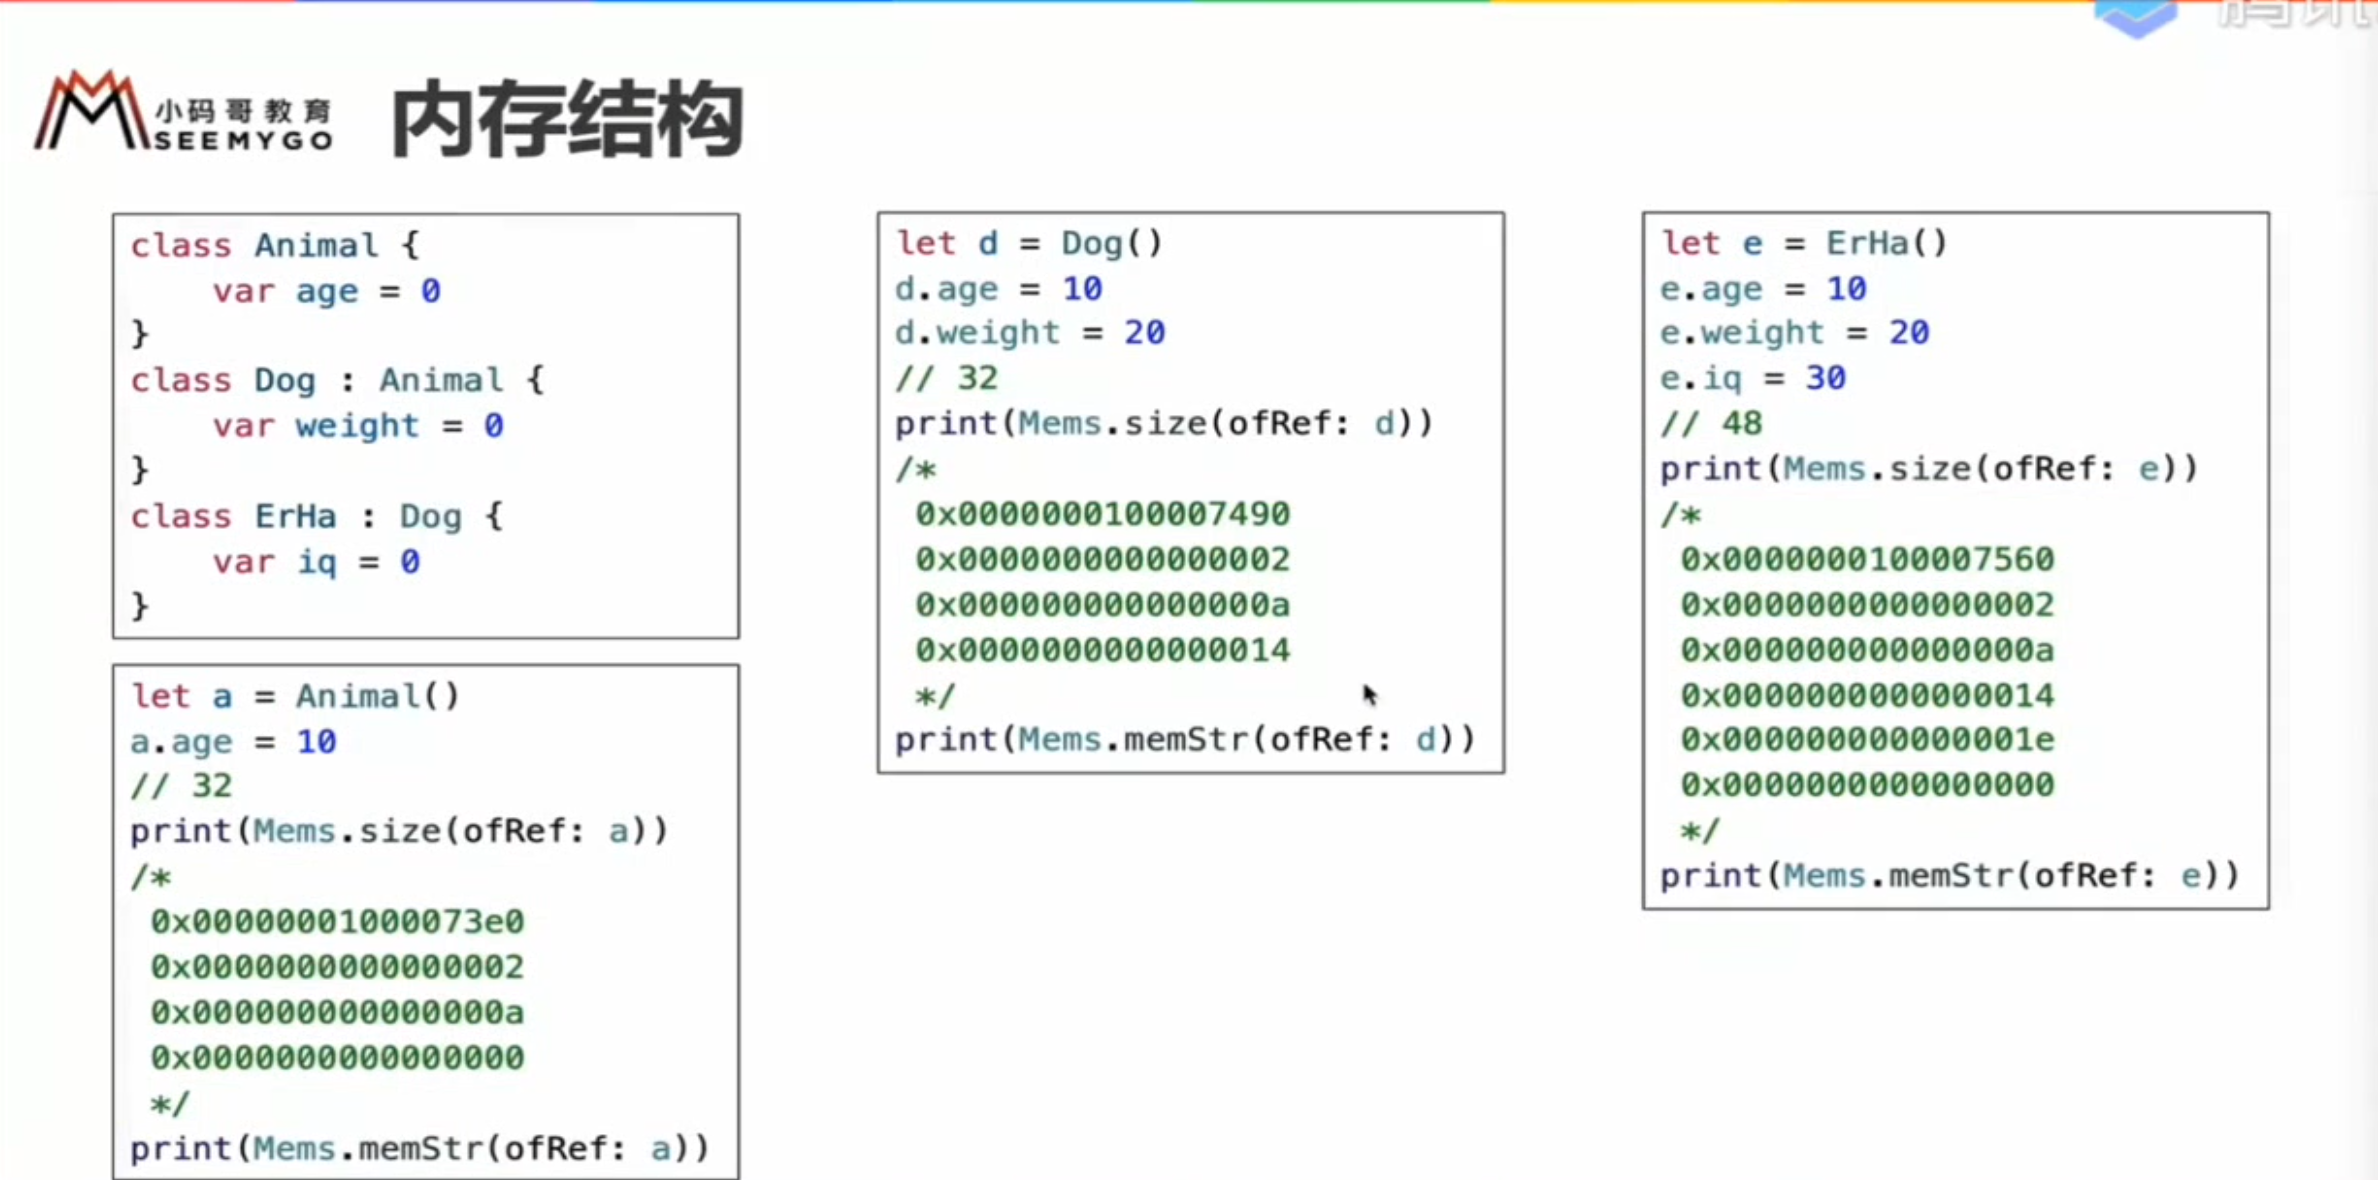 腾讯
小码哥教育
SEEMYGO
内存结构
class Animal {
    var age = 0
}
class Dog : Animal {
    var weight = 0
}
class ErHa : Dog {
    var iq = 0
}
let a = Animal()
a.age = 10
// 32
print(Mems.size(ofRef: a))
/*
 0x00000001000073e0
 0x0000000000000002
 0x000000000000000a
 0x0000000000000000
 */
print(Mems.memStr(ofRef: a))
let d = Dog()
d.age = 10
d.weight = 20
// 32
print(Mems.size(ofRef: d))
/*
 0x0000000100007490
 0x0000000000000002
 0x000000000000000a
 0x0000000000000014
 */
print(Mems.memStr(ofRef: d))
let e = ErHa()
e.age = 10
e.weight = 20
e.iq = 30
// 48
print(Mems.size(ofRef: e))
/*
 0x0000000100007560
 0x0000000000000002
 0x000000000000000a
 0x0000000000000014
 0x000000000000001e
 0x0000000000000000
 */
print(Mems.memStr(ofRef: e))